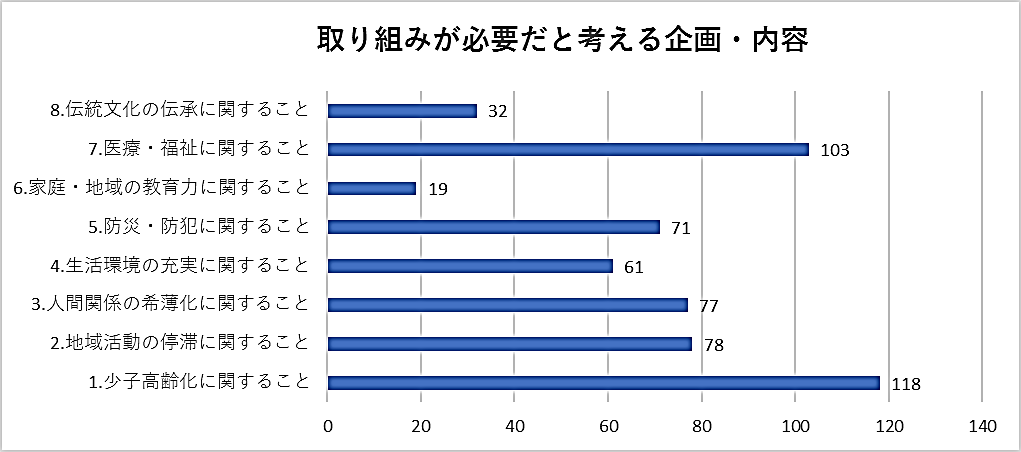 取り組みが必要だと考える企画・内容
8.伝統文化の伝承に関すること 32
7.医療・福祉に関すること 103
6.家庭・地域の教育力に関すること 19
5.防災・防犯に関すること 71
4.生活環境の充実に関すること 61
3.人間関係の希薄化に関すること 77
2.地域活動の停滞に関すること 78
1.少子高齢化に関すること 118
0 20 40 60 80 100 120 140